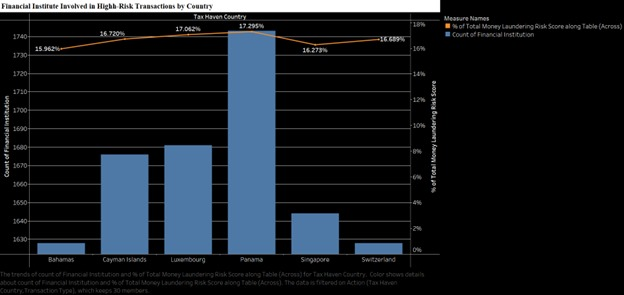 Financial Institute Involved in Highh-Risk Transactions by Country
Tax Haven Country
Measure Names
% of Total Money Laundering Risk Score along Table (Across)
Count of Financial Institution
Count of Financial Institution
1740
1730
1720
1710
1700
1690
1680
1670
1660
1650
1640
1630
15.962%
16.720%
17.062%
17.295%
16.273%
16.689%
18%
16%
14%
12%
10%
8%
6%
4%
2%
0%
% of Total Money Laundering Risk Score
Bahamas
Cayman Islands
Luxembourg
Panama
Singapore
Switzerland
The trends of count of Financial Institution and % of Total Money Laundering Risk Score along Table (Across) for Tax Haven Country. Color shows details
about count of Financial Institution and % of Total Money Laundering Risk Score along Table (Across). The data is filtered on Action (Tax Haven
Country,Transaction Type), which keeps 30 members.